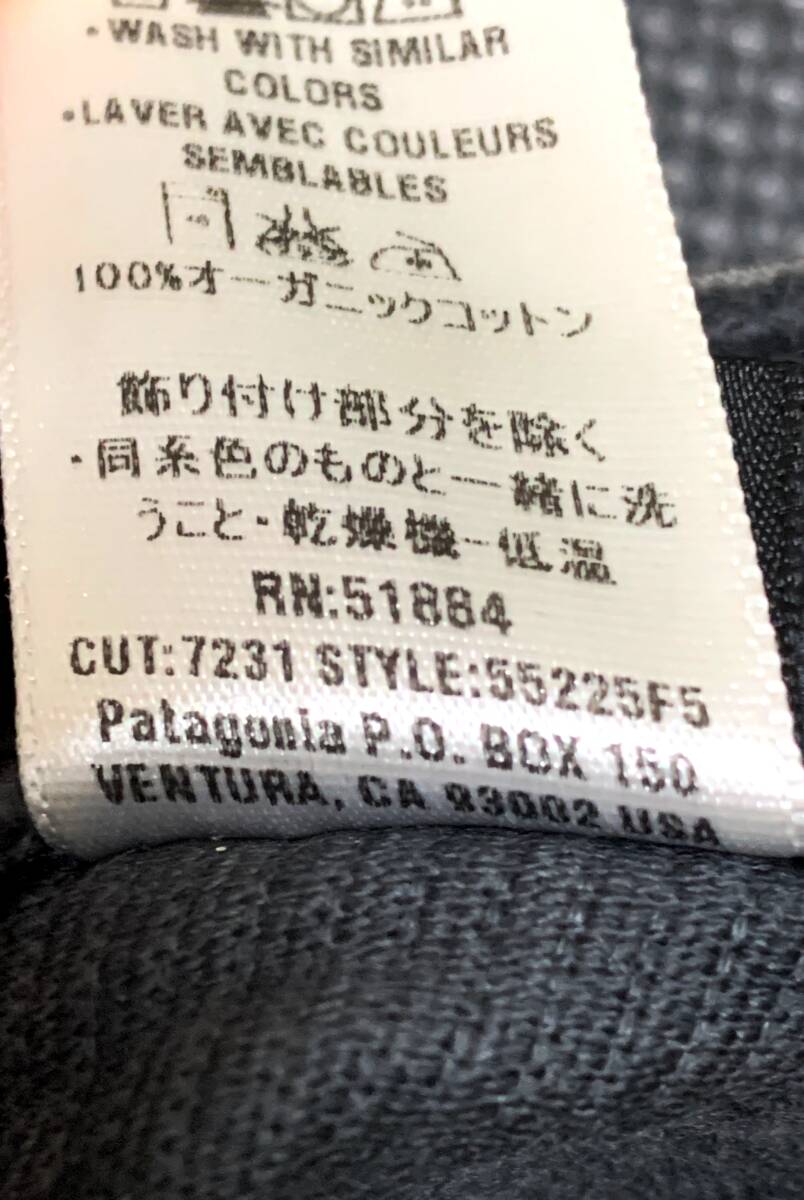 ・WASH WITH SIMILAR
COLORS
・LAVER AVEC COULEURS
SEMBLABLES
100%オーガニックコットン
飾り付け部分を除く
・同系色のものと一緒に洗
うこと・乾燥機ー低温
RN:51884
CUT:7231 STYLE:55225F5
Patagonia P.O. BOX 150
VENTURA, CA 93002 USA